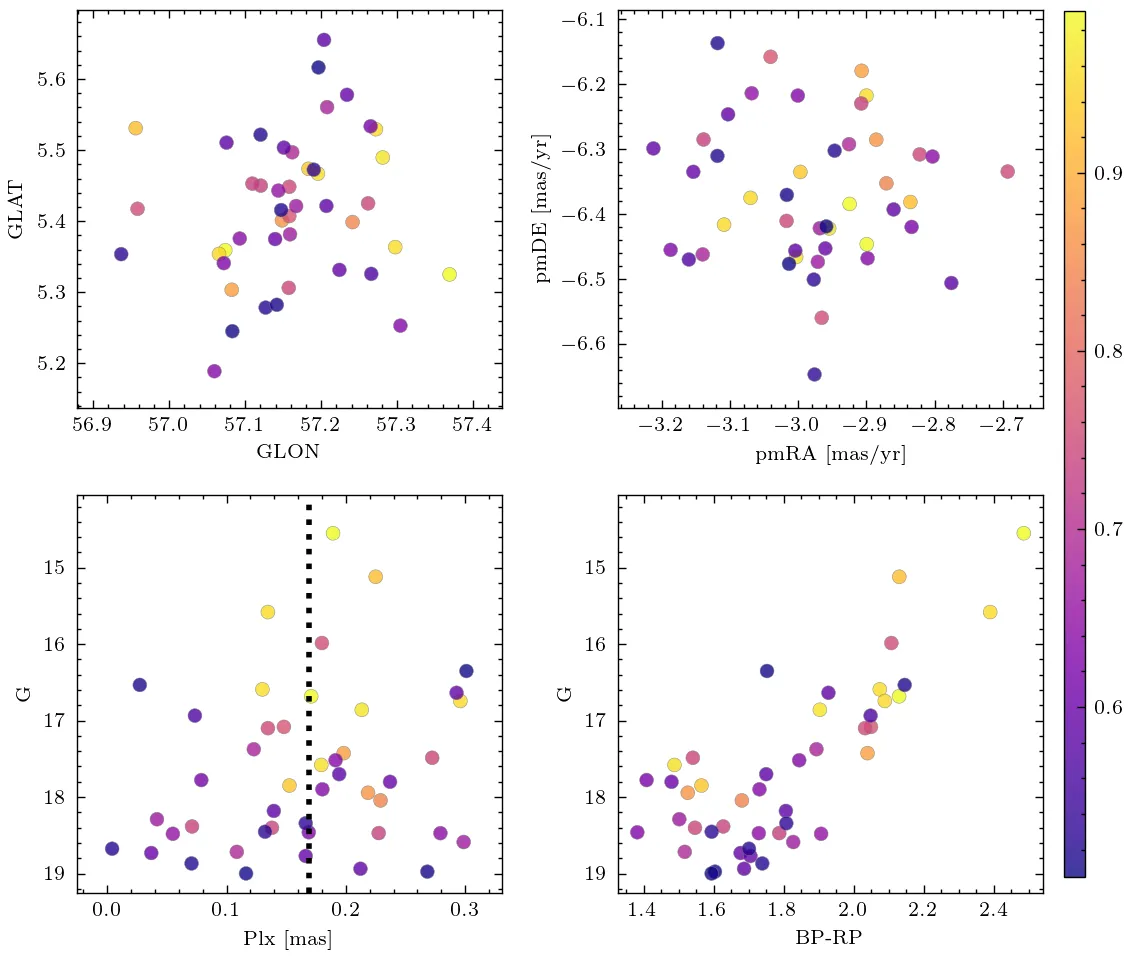 5.6
5.5
5.4
5.3
5.2
GLAT
56.9 57.0 57.1 57.2 57.3 57.4
GLON
−6.1
−6.2
−6.3
−6.4
−6.5
−6.6
pmDE [mas/yr]
−3.2 −3.1 −3.0 −2.9 −2.8 −2.7
pmRA [mas/yr]
15
16
17
18
19
G
0.0 0.1 0.2 0.3
Plx [mas]
15
16
17
18
19
G
1.4 1.6 1.8 2.0 2.2 2.4
BP-RP
0.9
0.8
0.7
0.6